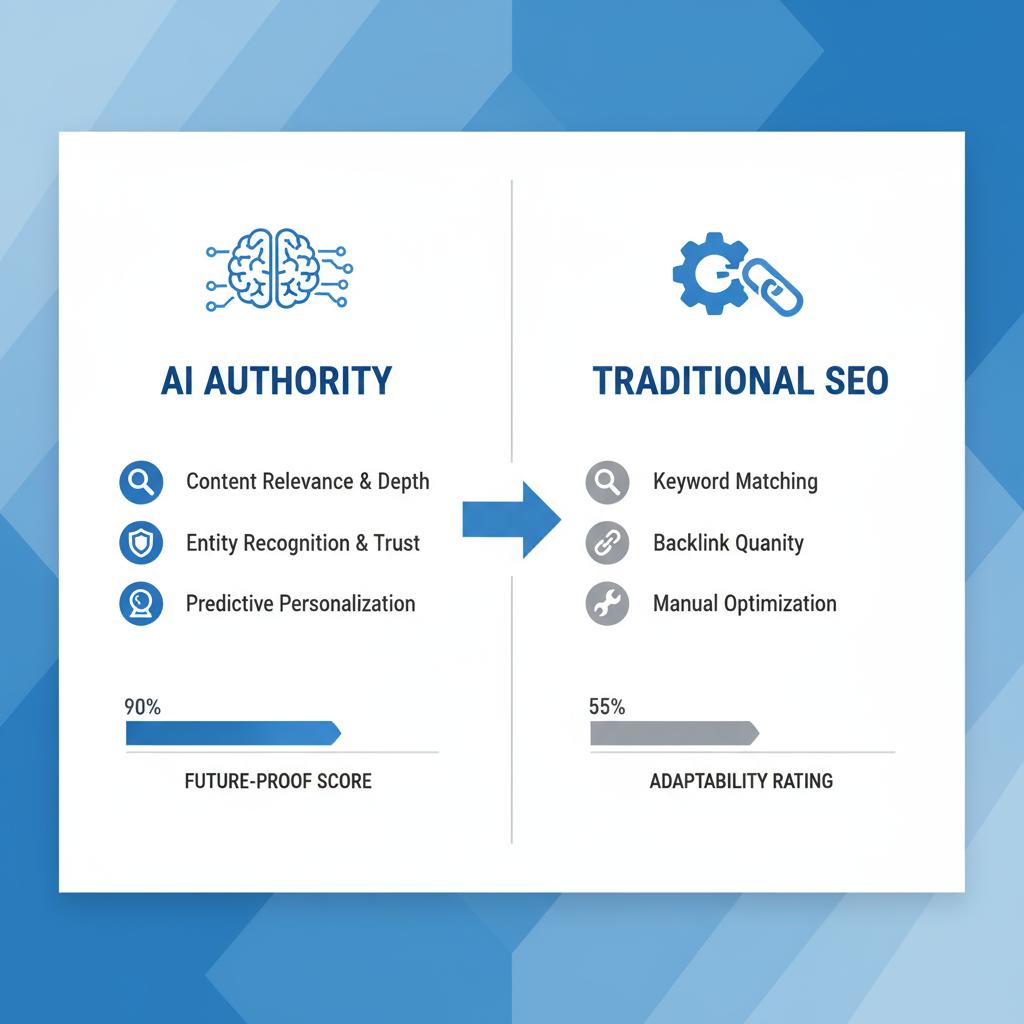 AI AUTHORITY
Content Relevance & Depth
Entity Recognition & Trust
Predictive Personalization
90%
FUTURE-PROOF SCORE
TRADITIONAL SEO
Keyword Matching
Backlink Quanity
Manual Optimization
55%
ADAPTABILITY RATING